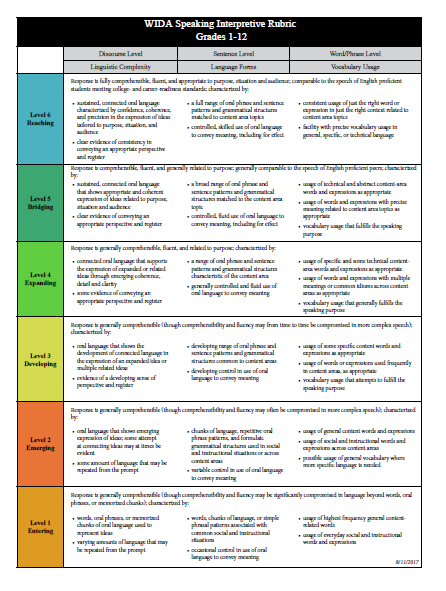 WIDA Speaking Interpretive Rubric
Grades 1-12
Discourse Level
Sentence Level
Word/Phrase Level
Linguistic Complexity
Language Forms
Vocabulary Usage
Level 6
Reaching
Response is fully comprehensible, fluent, and appropriate to purpose, situation and audience; comparable to the speech of English proficient
students meeting college- and career-readiness standards; characterized by:
• sustained, connected oral language
characterized by confidence, coherence,
and precision in the expression of ideas
tailored to purpose, situation, and
audience
• clear evidence of consistency in
conveying an appropriate perspective
and register
• a full range of oral phrase and sentence
patterns and grammatical structures
matched to content area topics
• controlled, skilled use of oral language
to convey meaning, including for effect
• consistent usage of just the right word or
expression in just the right context related to
content area topics
• facility with precise vocabulary usage in
general, specific, or technical language
Level 5
Bridging
Response is comprehensible, fluent, and generally related to purpose; generally comparable to the speech of English proficient peers; characterized
by:
• sustained, connected oral language
that shows appropriate and coherent
expression of ideas related to purpose,
situation and audience
• clear evidence of conveying an
appropriate perspective and register
• a broad range of oral phrase and
sentence patterns and grammatical
structures matched to the content area
topic
• controlled, fluid use of oral language to
convey meaning, including for effect
• usage of technical and abstract content-area
words and expressions as appropriate
• usage of words and expressions with precise
meaning related to content area topics as
appropriate
• vocabulary usage that fulfills the speaking
purpose
Level 4
Expanding
Response is generally comprehensible, fluent, and related to purpose; characterized by:
• connected oral language that supports
the expression of expanded or related
ideas through emerging coherence,
detail and clarity
• some evidence of conveying an
appropriate perspective and register
• a range of oral phrase and sentence
patterns and grammatical structures
characteristic of the content area
• generally controlled and fluid use of
oral language to convey meaning
• usage of specific and some technical content-
area words and expressions as appropriate
• usage of words and expressions with multiple
meanings or common idioms across content
areas as appropriate
• vocabulary usage that generally fulfills the
speaking purpose
Level 3
Developing
Response is generally comprehensible (though comprehensibility and fluency may from time to time be compromised in more complex speech);
characterized by:
• oral language that shows the
development of connected language in
the expression of an expanded idea or
multiple related ideas
• evidence of a developing sense of
perspective and register
• developing range of oral phrase and
sentence patterns and grammatical
structures common to content areas
• developing control in use of oral
language to convey meaning
• usage of some specific content words and
expressions as appropriate
• usage of words or expressions used frequently
in content areas, as appropriate
• vocabulary usage that attempts to fulfill the
speaking purpose
Level 2
Emerging
Response is generally comprehensible (though comprehensibility and fluency may often be compromised in more complex speech); characterized
by:
• oral language that shows emerging
expression of ideas; some attempt
at connecting ideas may at times be
evident
• some amount of language that may be
repeated from the prompt
• chunks of language, repetitive oral
phrase patterns, and formulaic
grammatical structures used in social
and instructional situations or across
content areas
• variable control in use of oral language
to convey meaning
• usage of general content words and expressions
• usage of social and instructional words and
expressions across content areas
• possible usage of general vocabulary where
more specific language is needed
Level 1
Entering
Response is generally comprehensible (though comprehensibility and fluency may be significantly compromised in language beyond words, oral
phrases, or memorized chunks); characterized by:
• words, oral phrases, or memorized
chunks of oral language used to
represent ideas
• varying amounts of language that may
be repeated from the prompt
• words, chunks of language, or simple
phrasal patterns associated with
common social and instructional
situations
• occasional control in use of oral
language to convey meaning
• usage of highest frequency general content-
related words
• usage of everyday social and instructional
words and expressions
8/11/2017